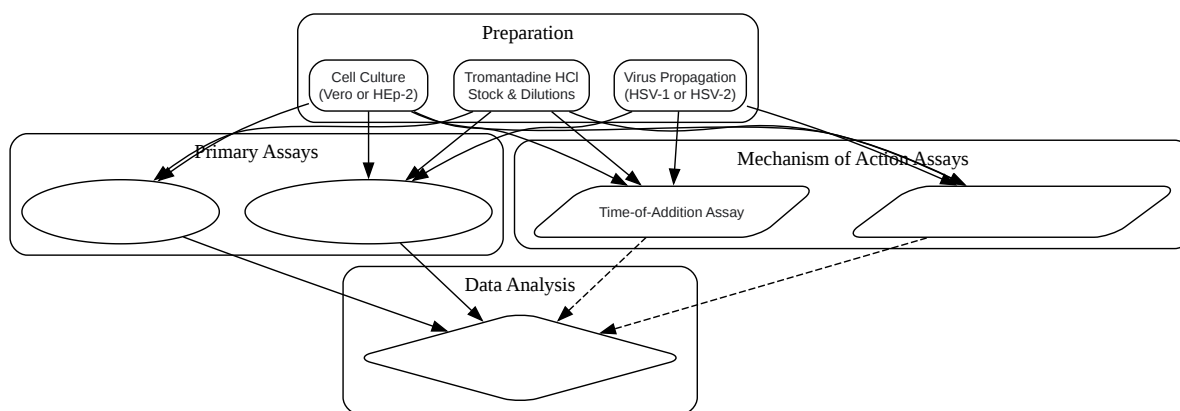 Preparation
Cell Culture
(Vero or HEp-2)
Tromantadine HCl
Stock & Dilutions
Virus Propagation
(HSV-1 or HSV-2)
Primary Assays
Mechanism of Action Assays
Time-of-Addition Assay
Data Analysis